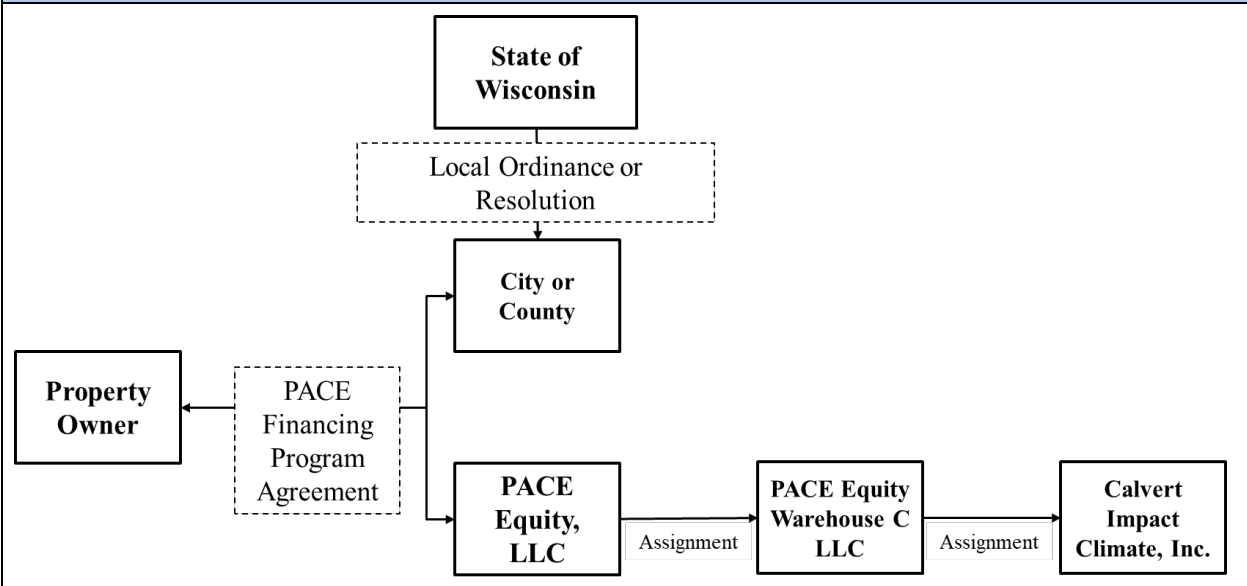 State of
Wisconsin
Local Ordinance or
Resolution
City or
County
Property
Owner
PACE
Financing
Program
Agreement
PACE
Equity,
LLC
Assignment
PACE Equity
Warehouse C
LLC
Assignment
Calvert
Impact
Climate, Inc.